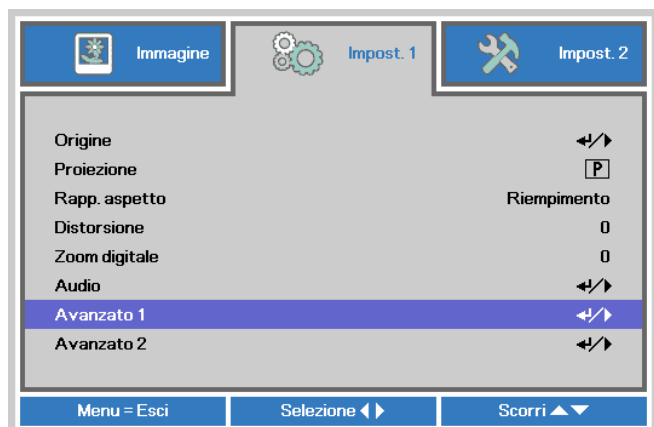 Immagine Impost. 1 Impost. 2
Origine
Proiezione P
Rapp. aspetto Riempimento
Distorsione 0
Zoom digitale 0
Audio
Avanzato 1
Avanzato 2
Menu = Esci Selezione Scorri